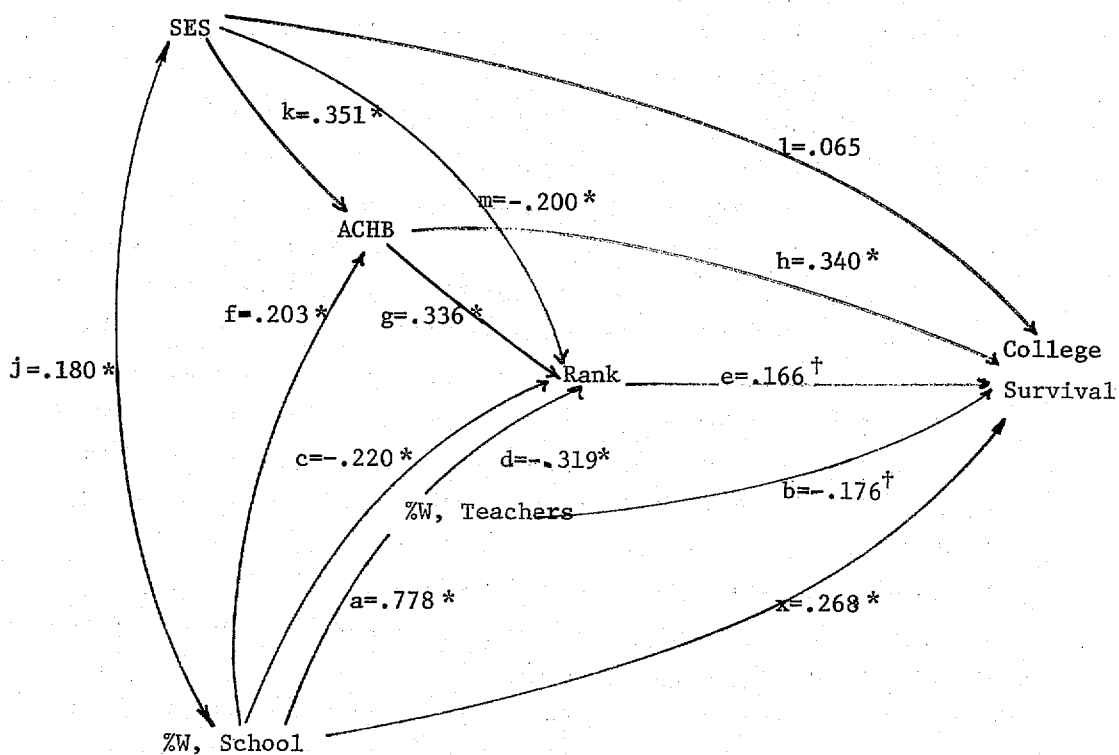 SES
k=.351*
l=.065
m=-.200*
ACHB
h=.340*
f=.203*
g=.336*
College
j=.180*
Rank
e=.166†
Survival
c=-.220*
d=-.319*
b=-.176†
%W, Teachers
a=.778*
x=.268*
%W, School